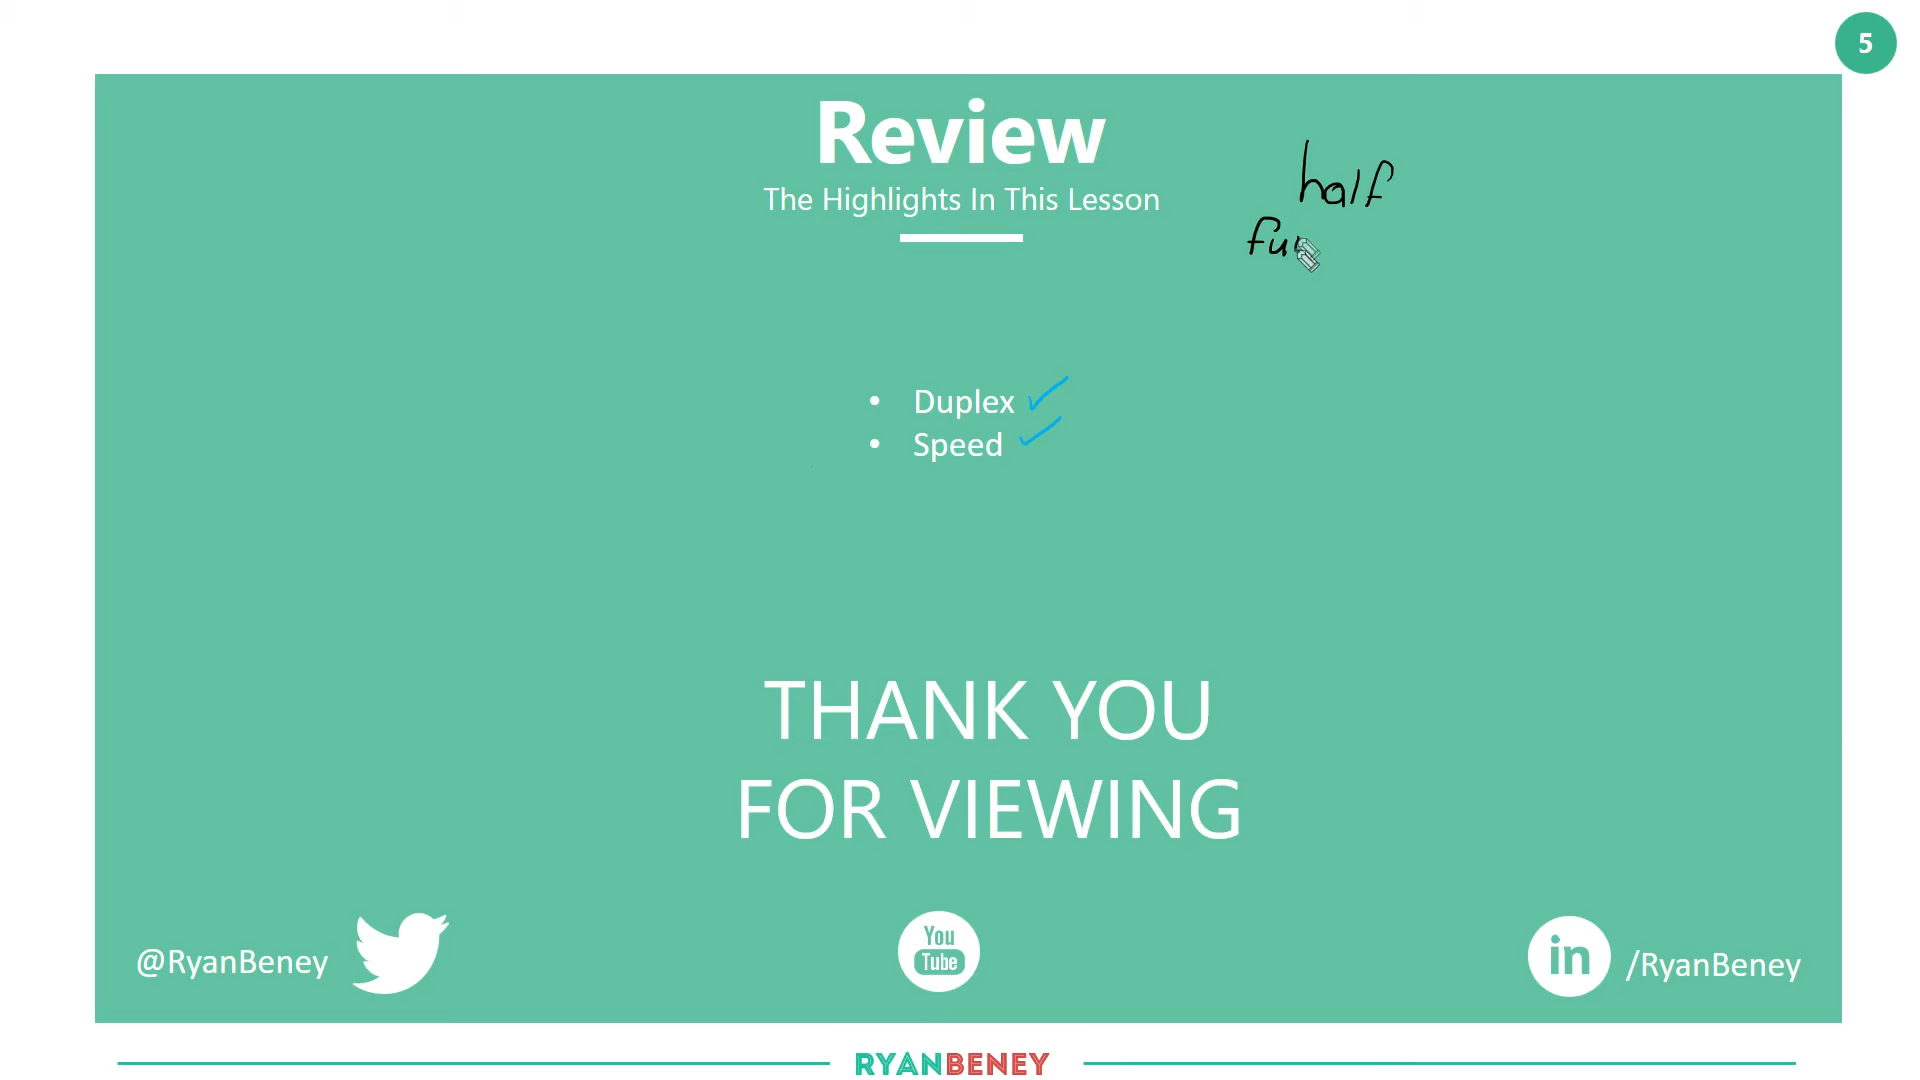 5
Review
The Highlights In This Lesson
half
• Duplex
• Speed
THANK YOU
FOR VIEWING
@RyanBeney
You
Tube
in
/RyanBeney
RYANBENEY